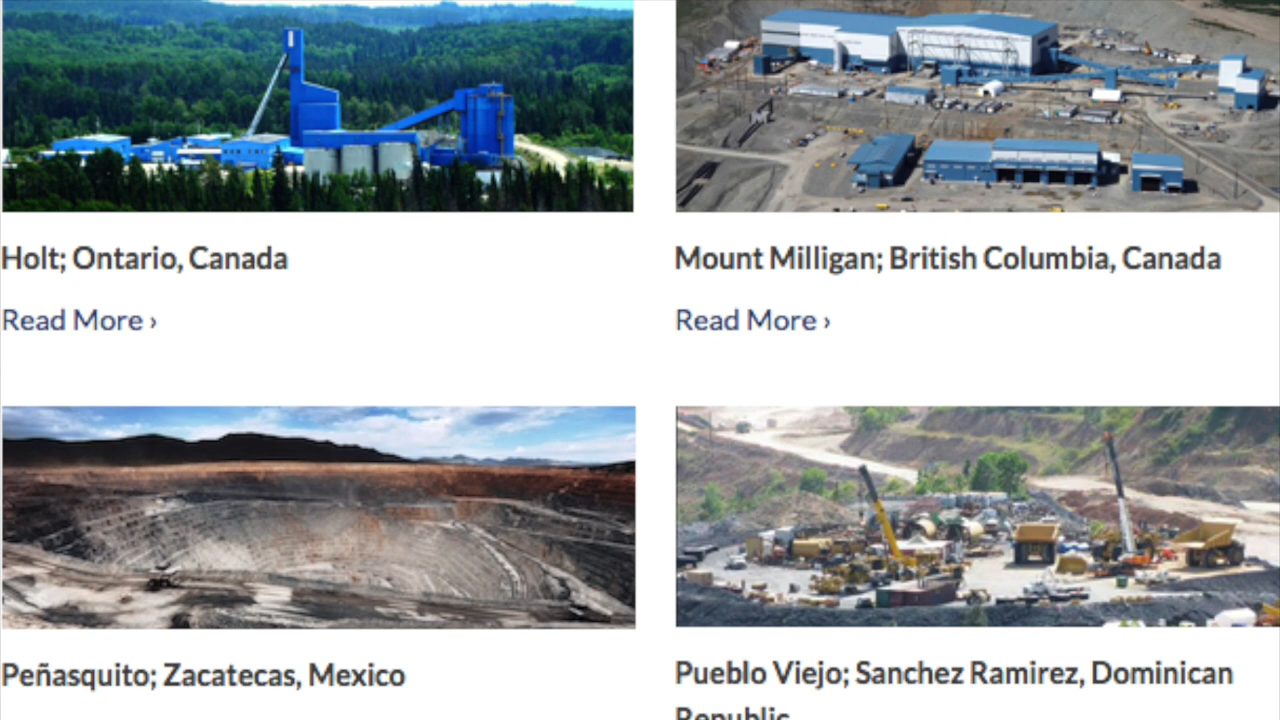 Holt; Ontario, Canada
Mount Milligan; British Columbia, Canada
Read More ›
Read More ›
Peñasquito; Zacatecas, Mexico
Pueblo Viejo; Sanchez Ramirez, Dominican
Republic